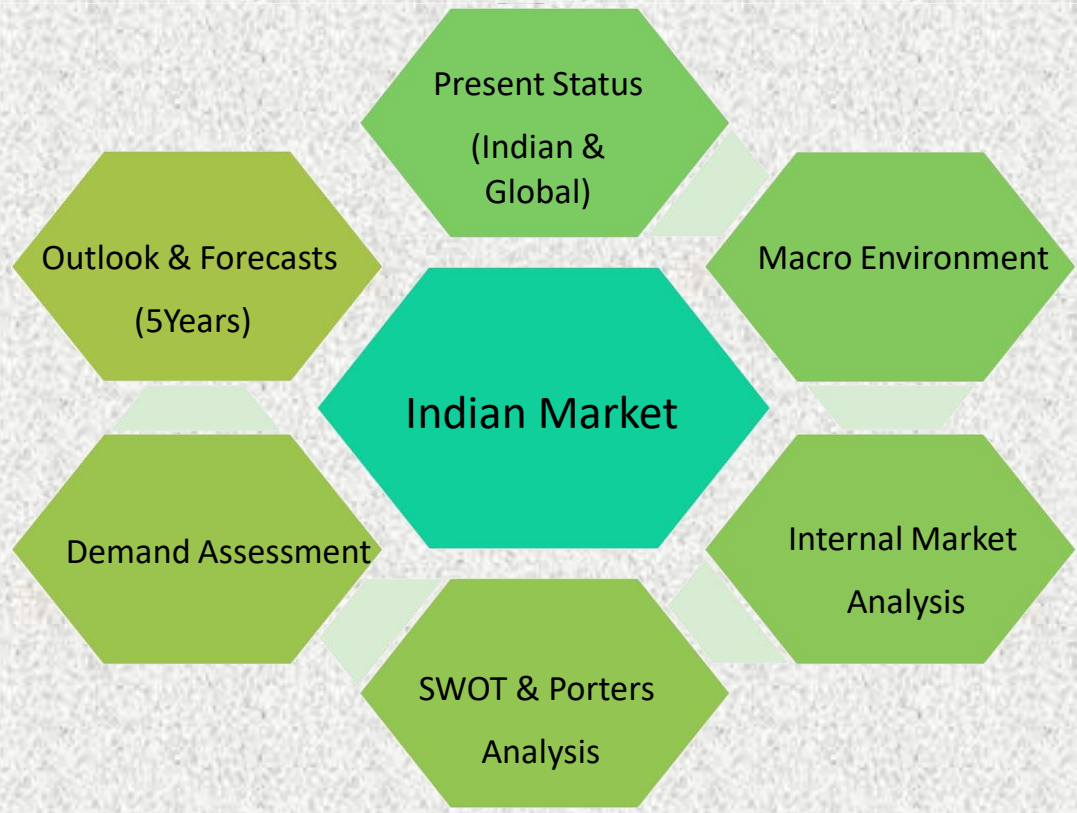 Present Status
(Indian &
Global)
Macro Environment
Internal Market
Analysis
SWOT & Porters
Analysis
Demand Assessment
Outlook & Forecasts
(5Years)
Indian Market